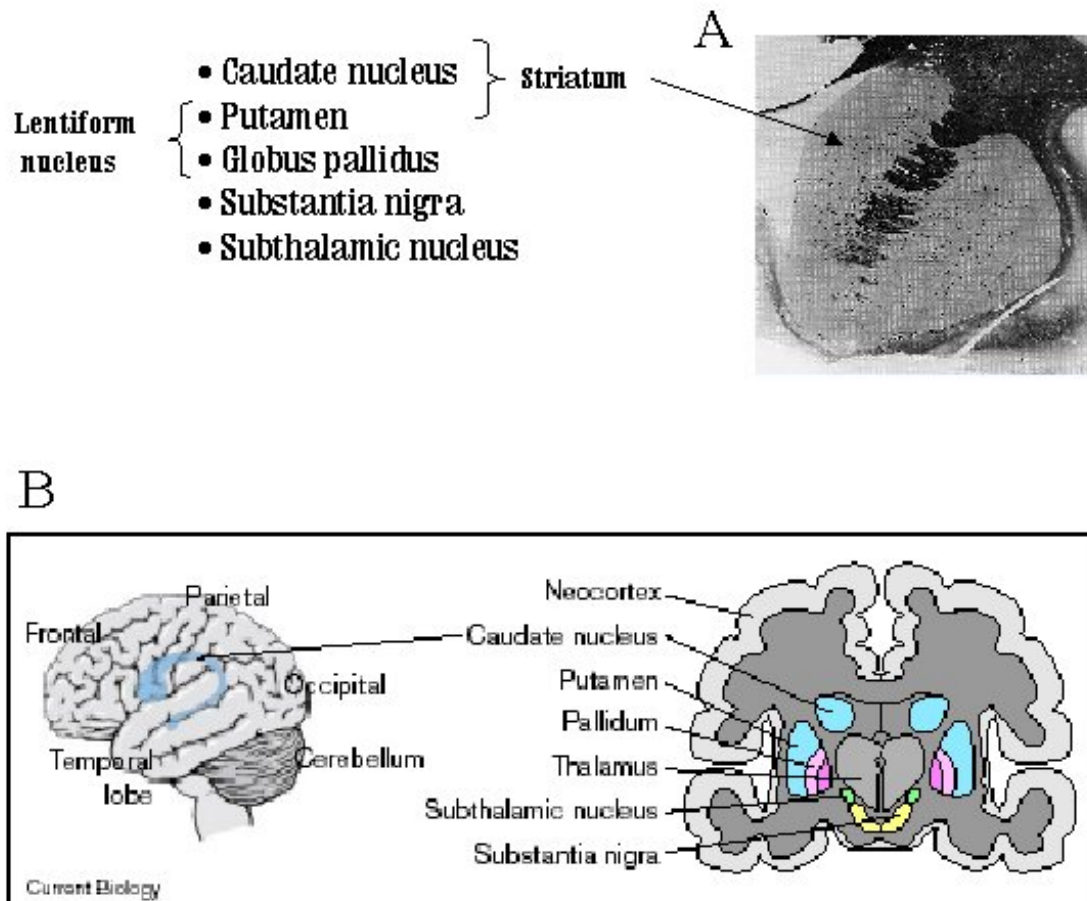 A
• Caudate nucleus
Striatum
• Putamen
Lentiform
nucleus
• Globus pallidus
• Substantia nigra
• Subthalamic nucleus
B
Parietal
Frontal
Occipital
Temporal
lobe
Cerebellum
Neocortex
Caudate nucleus
Putamen
Pallidum
Thalamus
Subthalamic nucleus
Substantia nigra
Current Biology